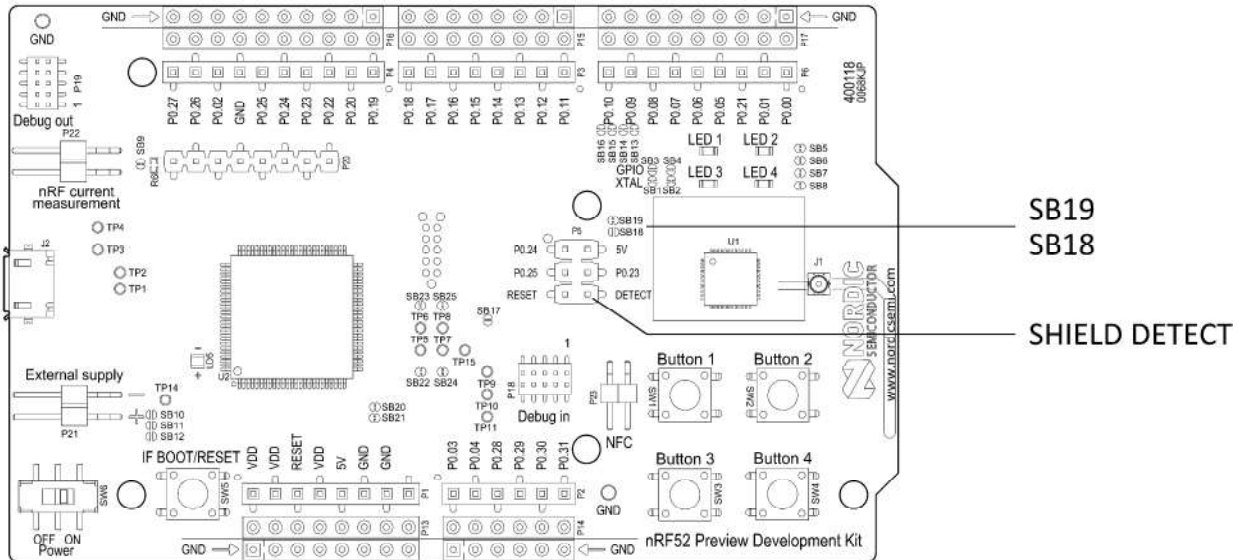 GND
GND
GND
P16
P15
P17
P4
P3
P6
P19
1
Debug out
P0.27
P0.26
P0.02
GND
P0.25
P0.24
P0.23
P0.22
P0.20
P0.19
P0.18
P0.17
P0.16
P0.15
P0.14
P0.13
P0.12
P0.11
P0.10
P0.09
P0.08
P0.07
P0.06
P0.05
P0.21
P0.01
P0.00
400118
0068KJP
P22
SB9
R6
P20
nRF current
measurement
SB16
SB15
SB14
SB13
LED 1
LED 2
SB5
SB6
SB7
SB8
SB3
SB4
GPIO
XTAL
SB1
SB2
LED 3
LED 4
TP4
TP3
TP2
TP1
J2
SB19
SB18
SB19
SB18
P5
P0.24
5V
P0.25
P0.23
RESET
DETECT
U1
J1
SHIELD DETECT
NORDIC
SEMICONDUCTOR
www.nordicsemi.com
SB23
SB25
TP6
TP8
SB17
TP5
TP7
TP15
SB22
SB24
TP9
TP10
TP11
P18
1
Debug in
P23
NFC
LD5
-
+
External supply
TP14
P21
SB10
SB11
SB12
SB20
SB21
Button 1
Button 2
SW1
SW2
Button 3
Button 4
SW3
SW4
IF BOOT/RESET
SW5
VDD
VDD
RESET
VDD
5V
GND
GND
P1
P13
P0.03
P0.04
P0.28
P0.29
P0.30
P0.31
P2
P14
GND
SW6
OFF ON
Power
GND
GND
nRF52 Preview Development Kit